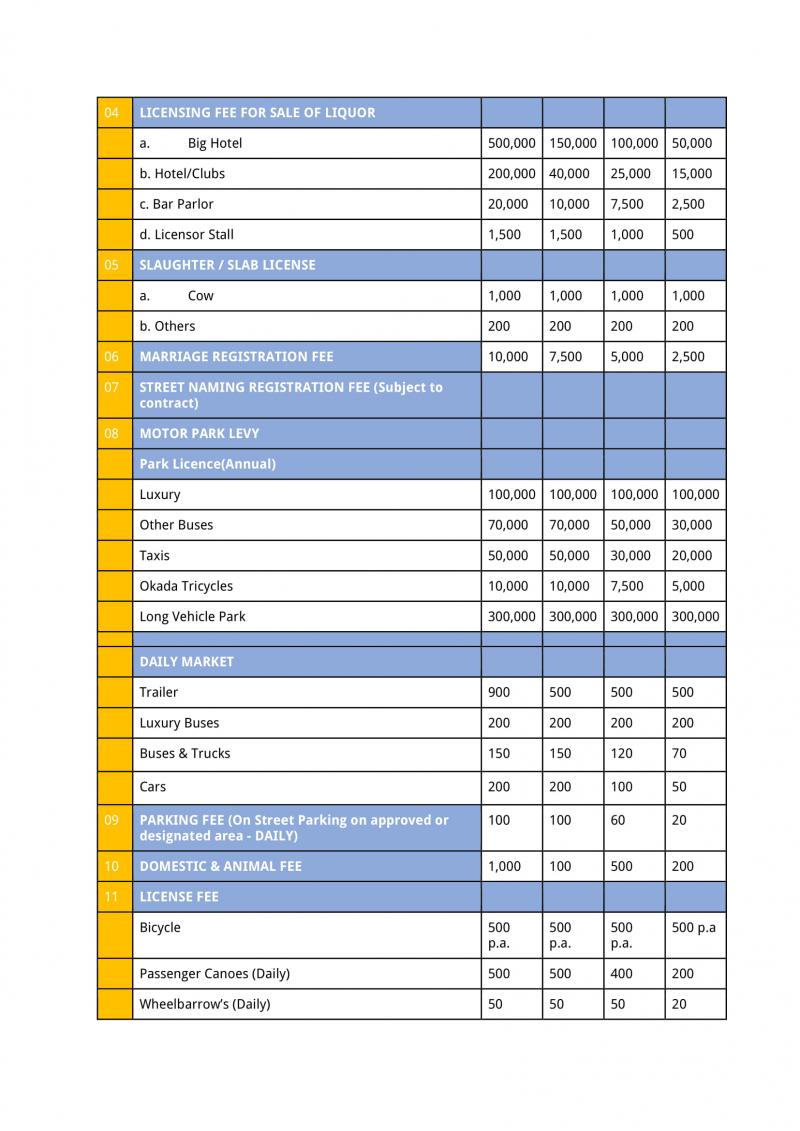 04 LICENSING FEE FOR SALE OF LIQUOR
a. Big Hotel 500,000 150,000 100,000 50,000
b. Hotel/Clubs 200,000 40,000 25,000 15,000
c. Bar Parlor 20,000 10,000 7,500 2,500
d. Licensor Stall 1,500 1,500 1,000 500
05 SLAUGHTER / SLAB LICENSE
a. Cow 1,000 1,000 1,000 1,000
b. Others 200 200 200 200
06 MARRIAGE REGISTRATION FEE 10,000 7,500 5,000 2,500
07 STREET NAMING REGISTRATION FEE (Subject to
contract)
08 MOTOR PARK LEVY
Park Licence(Annual)
Luxury 100,000 100,000 100,000 100,000
Other Buses 70,000 70,000 50,000 30,000
Taxis 50,000 50,000 30,000 20,000
Okada Tricycles 10,000 10,000 7,500 5,000
Long Vehicle Park 300,000 300,000 300,000 300,000
DAILY MARKET
Trailer 900 500 500 500
Luxury Buses 200 200 200 200
Buses & Trucks 150 150 120 70
Cars 200 200 100 50
09 PARKING FEE (On Street Parking on approved or 100 100 60 20
designated area - DAILY)
10 DOMESTIC & ANIMAL FEE 1,000 100 500 200
11 LICENSE FEE
Bicycle 500 500 500 500 p.a
p.a. p.a. p.a.
Passenger Canoes (Daily) 500 500 400 200
Wheelbarrow's (Daily) 50 50 50 20